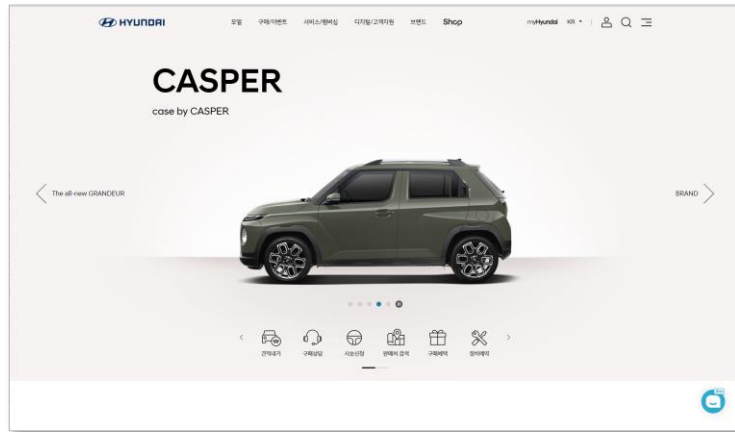 HYUNDAI
모델 구매/이벤트 서비스/멤버십 디지털/고객지원 브랜드 Shop
myHyundai KR
CASPER
case by CASPER
The all-new GRANDEUR
BRAND
견적내기 구매상담 시승신청 판매처 검색 구매혜택 정비예약